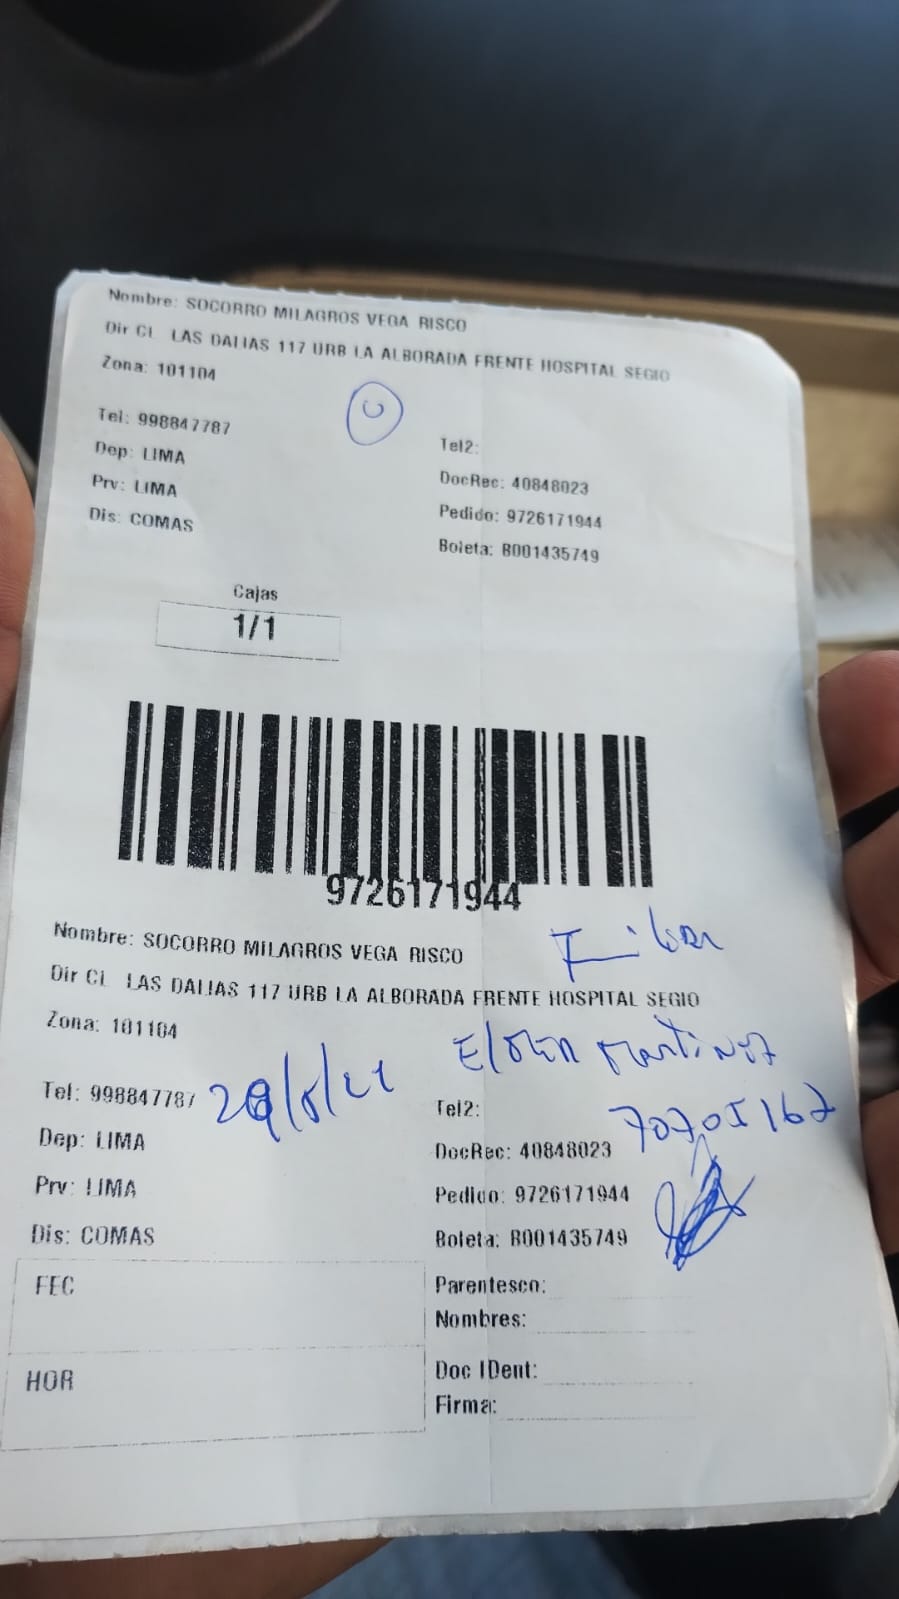 Nombre: SOCORRO MILAGROS VEGA RISCO
Dir CL LAS DALIAS 117 URB LA ALBORADA FRENTE HOSPITAL SEGIO
Zona: 101104
Tel: 998847787
Tel2:
Dep: LIMA
DocRec: 40848023
Prv: LIMA
Pedido: 9726171944
Dis: COMAS
Boleta: B001435749
Cajas
1/1
9726171944
Nombre: SOCORRO MILAGROS VEGA RISCO
Dir CL LAS DALIAS 117 URB LA ALBORADA FRENTE HOSPITAL SEGIO
Zona: 101104
Martinez
Tel: 998847787
Tel2:
70705167
Dep: LIMA
DocRec: 40848023
Prv: LIMA
Pedido: 9726171944
Dis: COMAS
Boleta: B001435749
FEC
Parentesco:
Nombres:
HOR
Doc IDent:
Firma: